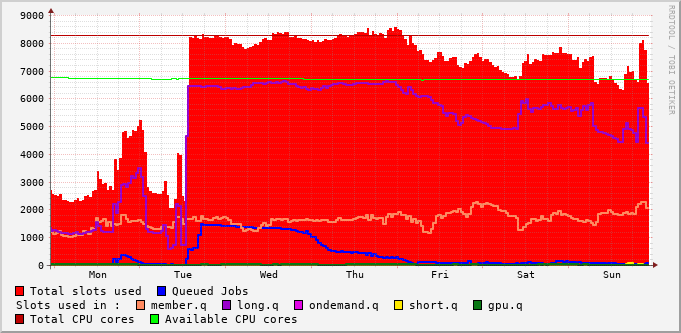 9000
8000
7000
6000
5000
4000
3000
2000
1000
0
Mon Tue Wed Thu Fri Sat Sun
RRDTOOL / TOBI OETIKER
Total slots used Queued Jobs
Slots used in : member.q long.q ondemand.q short.q gpu.q
Total CPU cores Available CPU cores